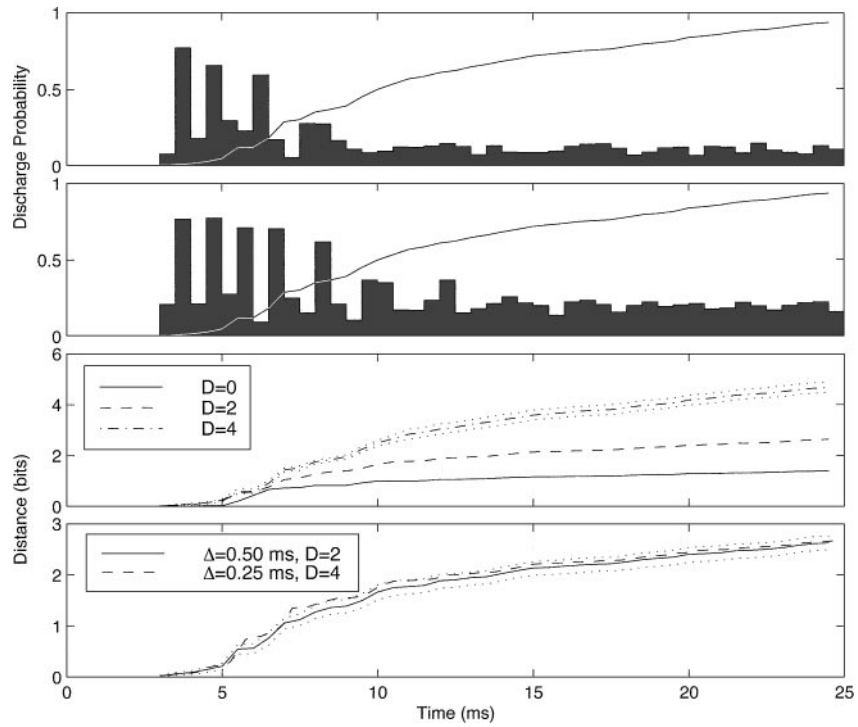 1
0.5
0
1
0.5
0
Discharge Probability
6
4
2
0
D=0
D=2
D=4
3
2
1
0
Δ=0.50 ms, D=2
Δ=0.25 ms, D=4
Distance (bits)
0 5 10 15 20 25
Time (ms)